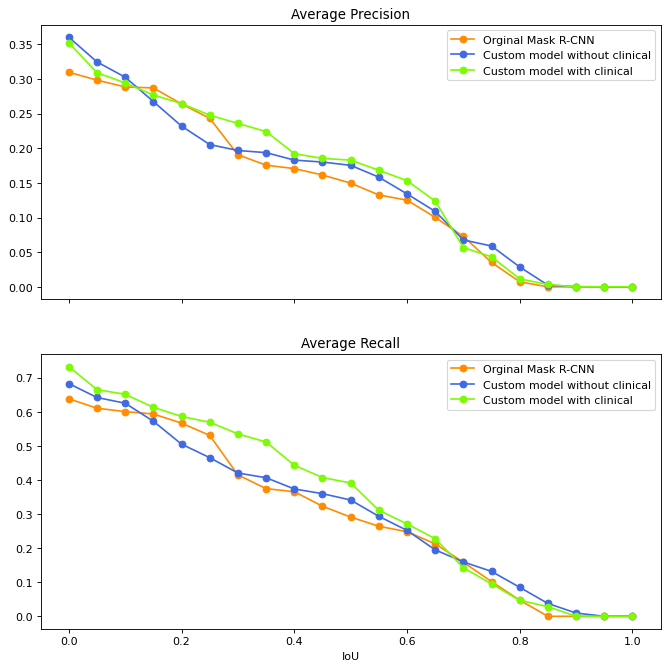 Average Precision
Orginal Mask R-CNN
Custom model without clinical
Custom model with clinical
0.35
0.30
0.25
0.20
0.15
0.10
0.05
0.00
Average Recall
Orginal Mask R-CNN
Custom model without clinical
Custom model with clinical
0.7
0.6
0.5
0.4
0.3
0.2
0.1
0.0
0.0 0.2 0.4 0.6 0.8 1.0
IoU